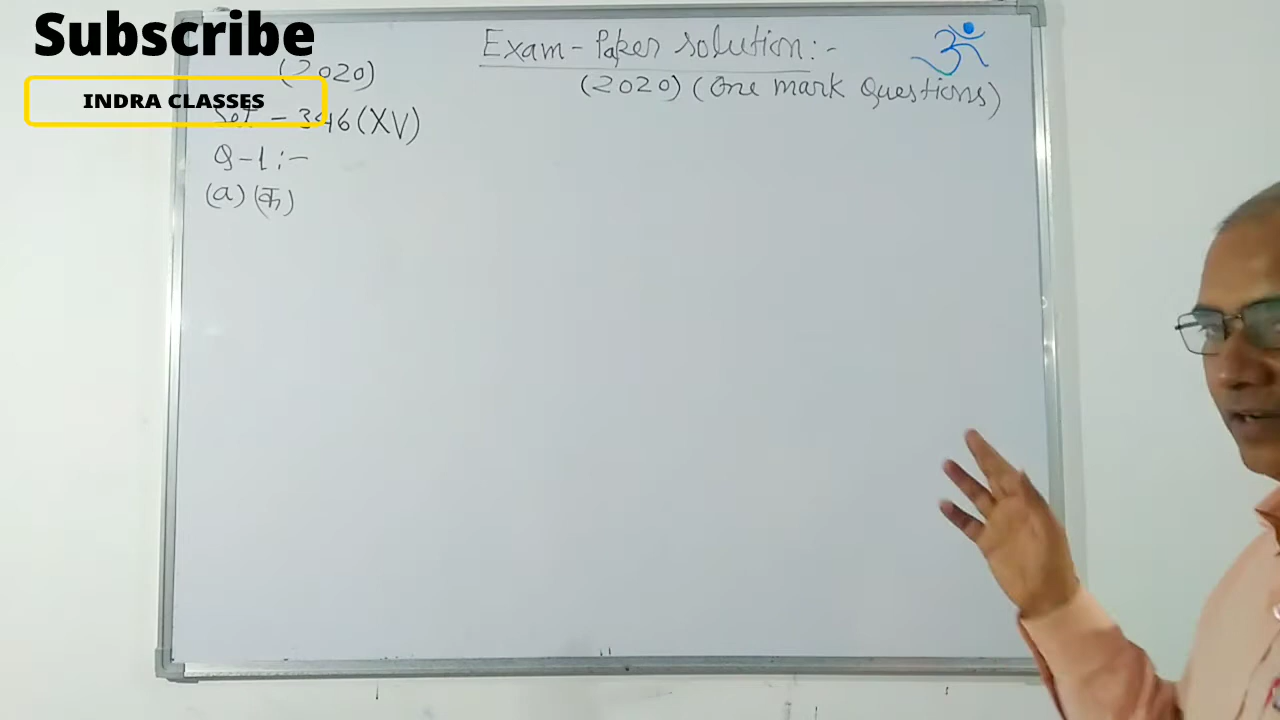 Subscribe
INDRA CLASSES
Exam-Paper solution:-
(2020) (One mark Questions)
ॐ
(2020)
Set - 346(XV)
Q-1:-
(a) (क)